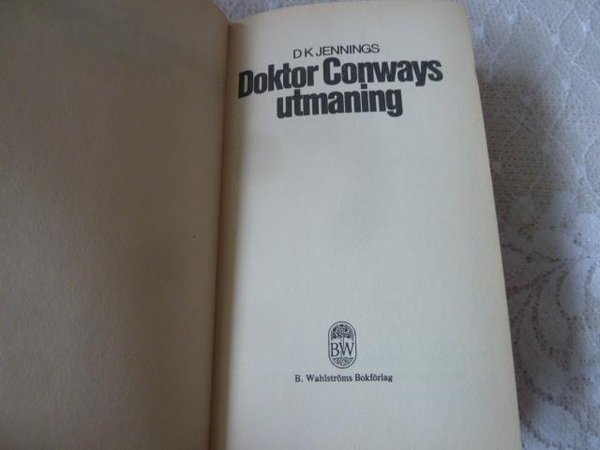 D K JENNINGS
Doktor Conways
utmaning
BW
B. Wahlströms Bokförlag